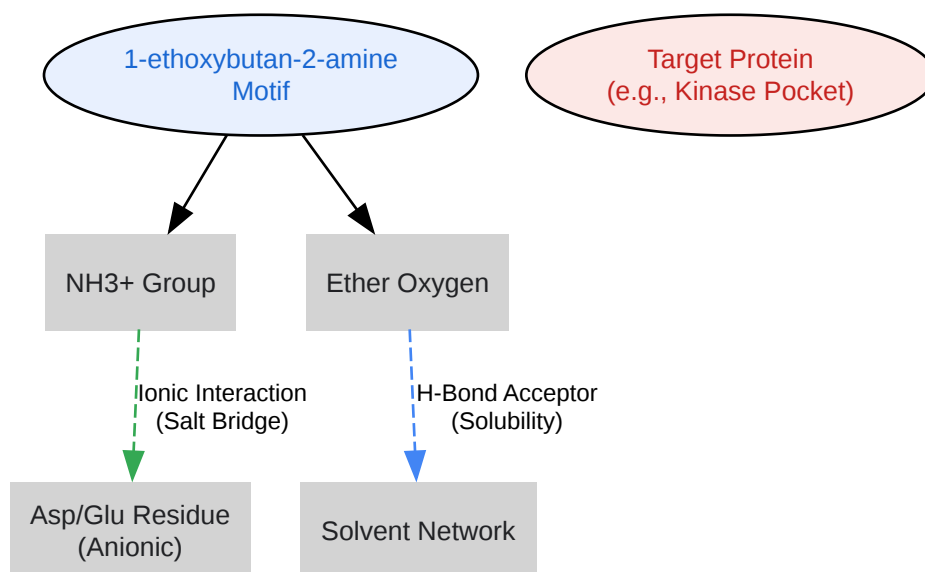 1-ethoxybutan-2-amine
Motif
Target Protein
(e.g., Kinase Pocket)
NH3+ Group
Ether Oxygen
Ionic Interaction
(Salt Bridge)
H-Bond Acceptor
(Solubility)
Asp/Glu Residue
(Anionic)
Solvent Network